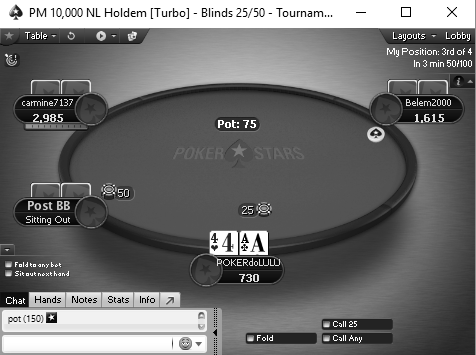 PM 10,000 NL Holdem [Turbo] - Blinds 25/50 - Tournam...
Table
Layouts
Lobby
My Position: 3rd of 4
In 3 min 50/100
i
carmine7137
2,985
Belem2000
1,615
Pot: 75
POKER STARS
Post BB
Sitting Out
50
25
4 4 A A
POKERdoLULU
730
Fold to any bet
Sit out next hand
Chat Hands Notes Stats Info
pot (150)
Fold
Call 25
Call Any